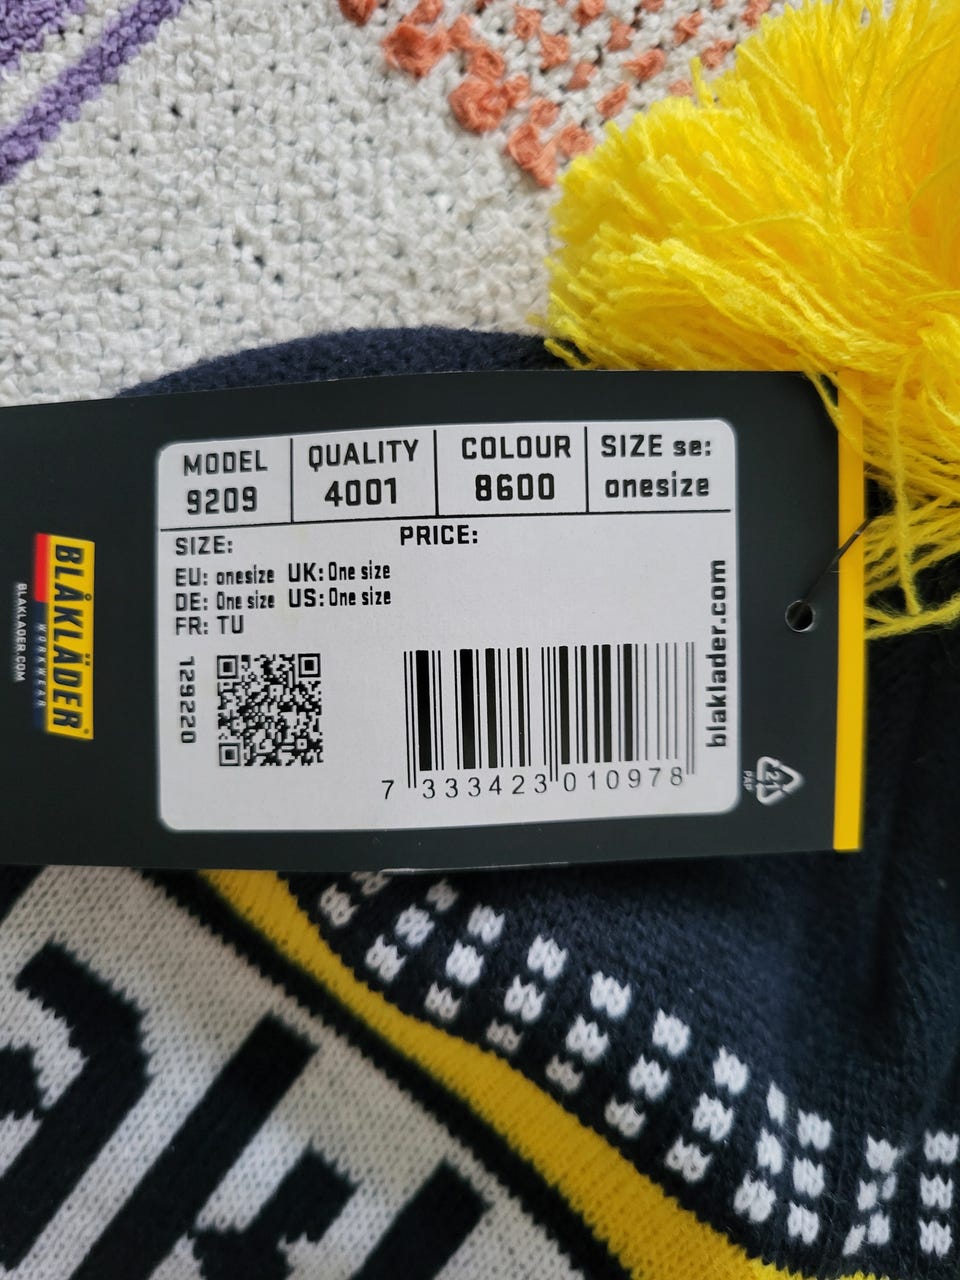 MODEL QUALITY COLOUR SIZE se:
9209 4001 8600 onesize
SIZE: PRICE:
EU: onesize UK: One size
DE: One size US: One size
FR: TU
129220
7 333423 010978
blaklader.com
BLÅKLÄDER®
WORKWEAR
BLAKLADER.COM
21
PAP